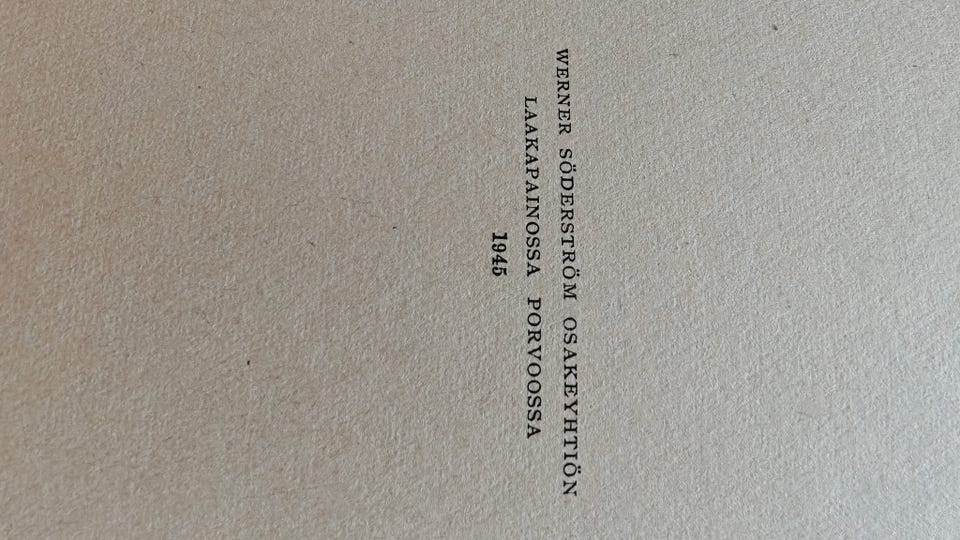 WERNER SÖDERSTRÖM OSAKEYHTIÖN
LAAKAPAINOSSA PORVOOSSA
1945